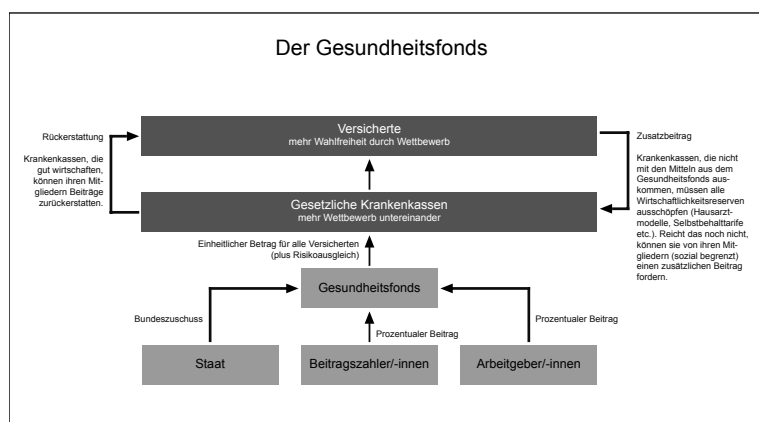 Der Gesundheitsfonds
Versicherte
mehr Wahlfreiheit durch Wettbewerb
Rückerstattung
Krankenkassen, die
gut wirtschaften,
können ihren Mit-
gliedern Beiträge
zurückerstatten.
Zusatzbeitrag
Krankenkassen, die nicht
mit den Mitteln aus dem
Gesundheitsfonds aus-
kommen, müssen alle
Wirtschaftlichkeitsreserven
ausschöpfen (Hausarzt-
modelle, Selbstbehalttarife
etc.). Reicht das noch nicht,
können sie von ihren Mit-
gliedern (sozial begrenzt)
einen zusätzlichen Beitrag
fordern.
Gesetzliche Krankenkassen
mehr Wettbewerb untereinander
Einheitlicher Betrag für alle Versicherten
(plus Risikoausgleich)
Gesundheitsfonds
Bundeszuschuss
Prozentualer Beitrag
Prozentualer Beitrag
Staat
Beitragszahler/-innen
Arbeitgeber/-innen